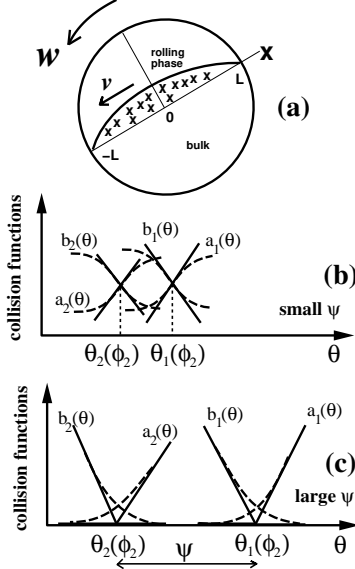 w
rolling
phase
x
v
x x x x x x x x x x x x x
L
0
(a)
-L
bulk
collision functions
b₂(θ)
b₁(θ)
a₁(θ)
a₂(θ)
(b)
small ψ
θ₂(ϕ₂)
θ₁(ϕ₂)
θ
collision functions
b₂(θ)
a₂(θ)
b₁(θ)
a₁(θ)
(c)
large ψ
θ₂(ϕ₂)
ψ
θ₁(ϕ₂)
θ